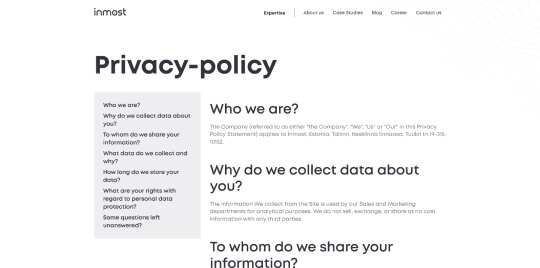 inmost
Expertise
About us
Case Studies
Blog
Career
Contact us
Privacy-policy
Who we are?
Why do we collect data about
you?
To whom do we share your
information?
What data do we collect and
why?
How long do we store your
data?
What are your rights with
regard to personal data
protection?
Some questions left
unanswered?
Who we are?
The Company (referred to as either "the Company", "We", "Us" or "Our" in this Privacy
Policy Statement) applies to Inmost, Estonia, Tallinn, Kesklinna linnaosa, Tuukri tn 19-315,
10152.
Why do we collect data about
you?
The information We collect from the Site is used by our Sales and Marketing
departments for analytical purposes. We do not sell, exchange, or share at no cost
information with any third parties.
To whom do we share your
information?